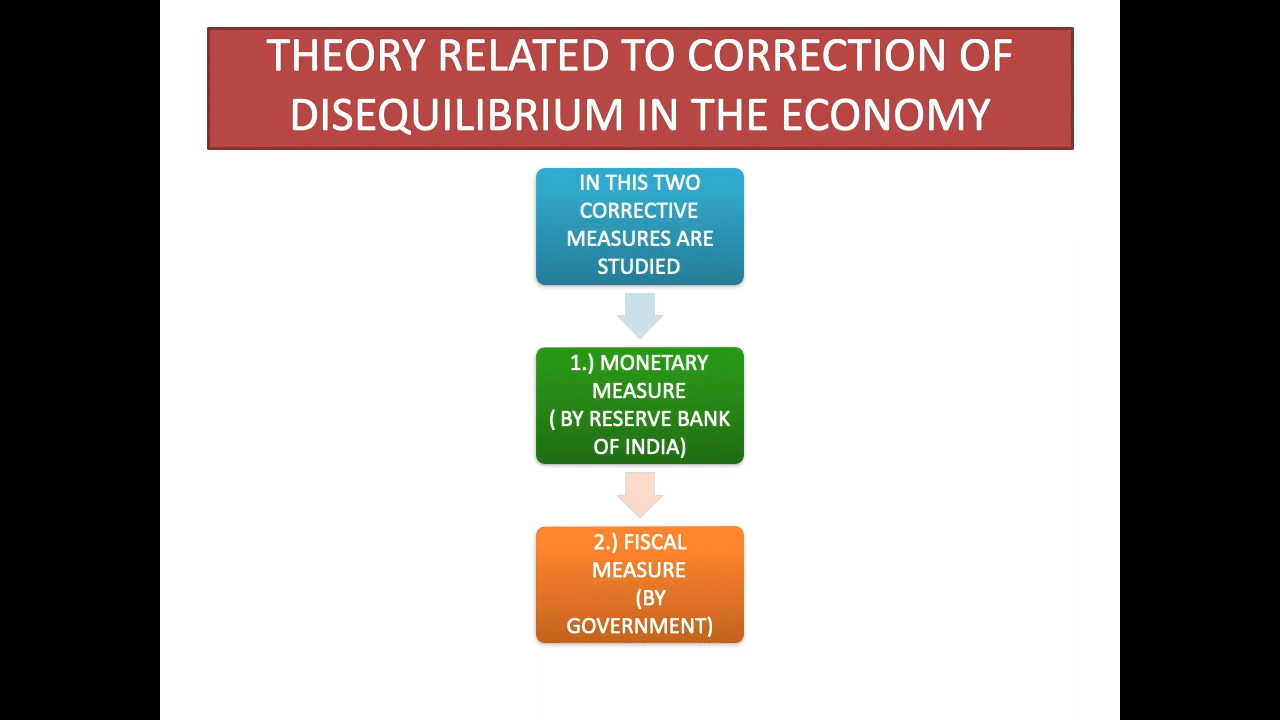 THEORY RELATED TO CORRECTION OF
DISEQUILIBRIUM IN THE ECONOMY
IN THIS TWO
CORRECTIVE
MEASURES ARE
STUDIED
1.) MONETARY
MEASURE
( BY RESERVE BANK
OF INDIA)
2.) FISCAL
MEASURE
(BY
GOVERNMENT)